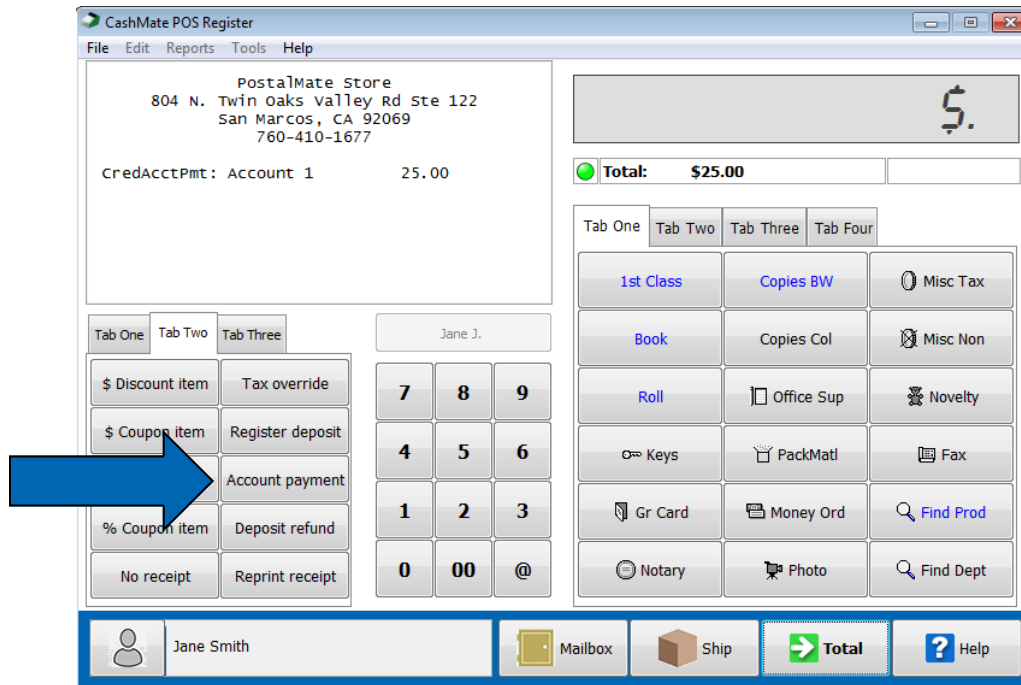 CashMate POS Register
File Edit Reports Tools Help
PostalMate Store
804 N. Twin Oaks Valley Rd Ste 122
San Marcos, CA 92069
760-410-1677
CredAcctPmt: Account 1 25.00
$.
Total: $25.00
Tab One Tab Two Tab Three Tab Four
1st Class Copies BW Misc Tax
Book Copies Col Misc Non
Roll Office Sup Novelty
Keys PackMatl Fax
Gr Card Money Ord Find Prod
Notary Photo Find Dept
Tab One Tab Two Tab Three
Jane J.
$ Discount item Tax override
$ Coupon item Register deposit
Account payment
% Coupon item Deposit refund
No receipt Reprint receipt
7 8 9
4 5 6
1 2 3
0 00 @
Jane Smith
Mailbox Ship Total Help